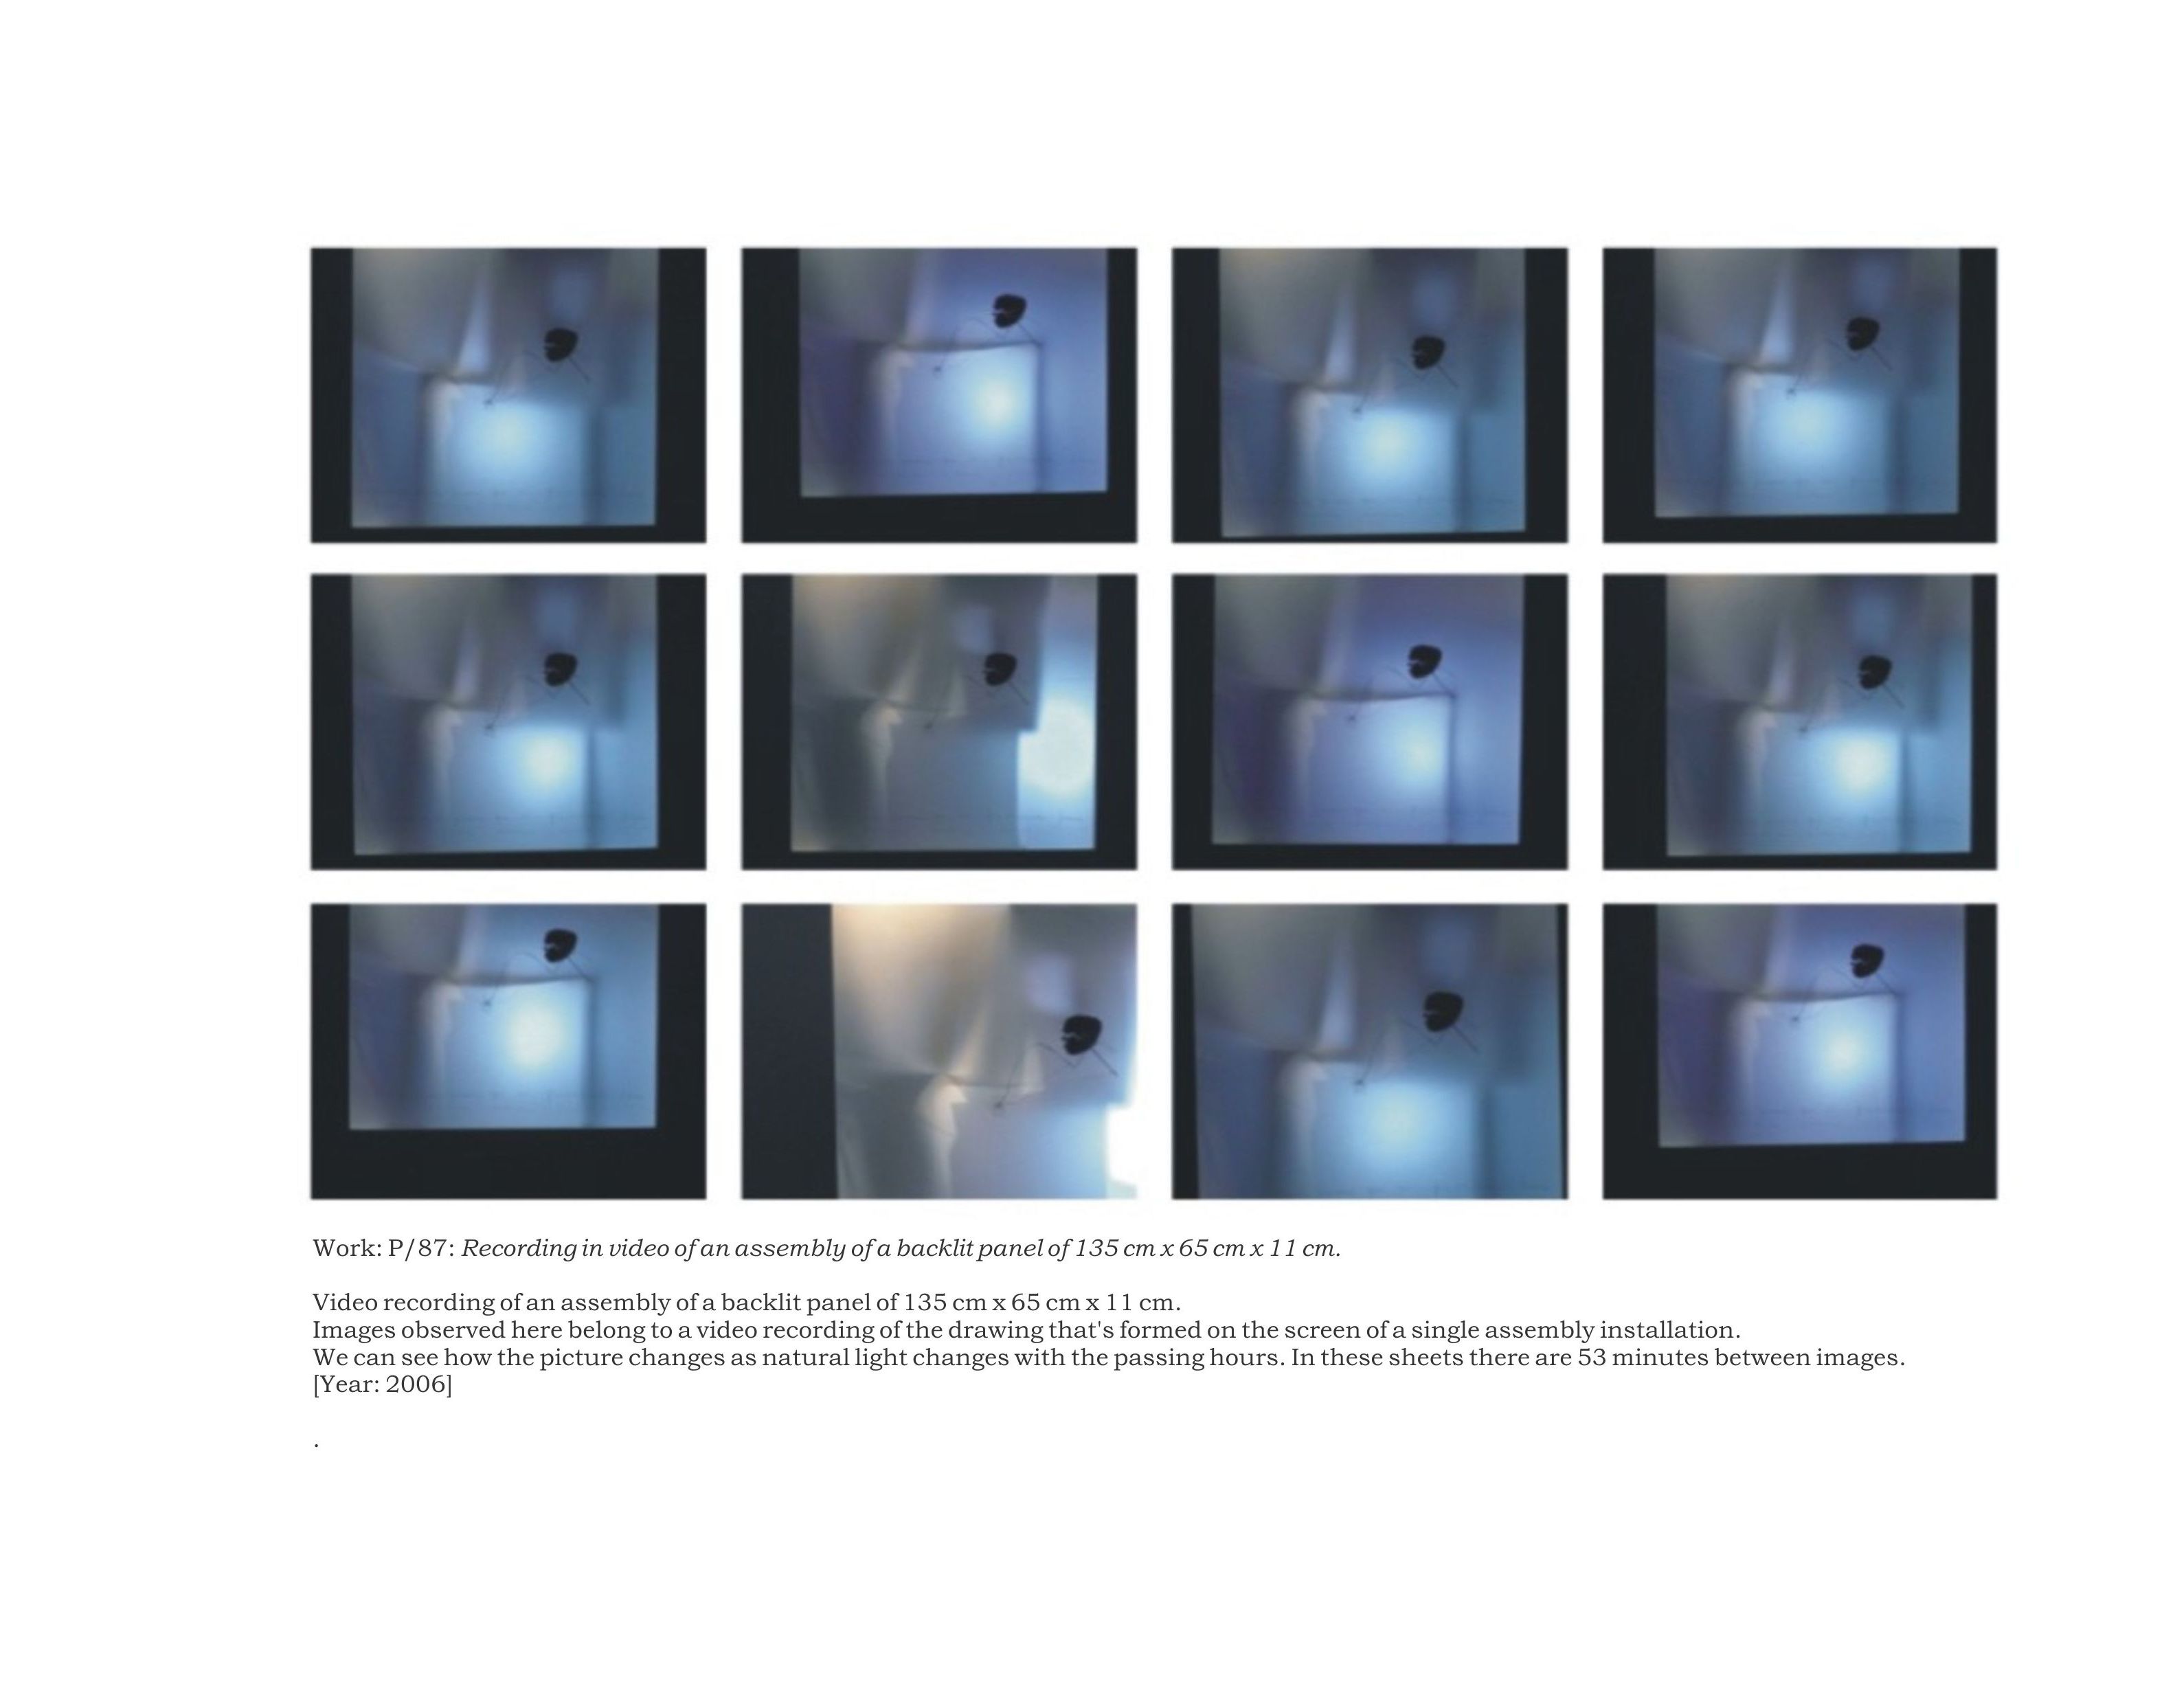 Work: P/87: Recording in video of an assembly of a backlit panel of 135 cm x 65 cm x 11 cm.
Video recording of an assembly of a backlit panel of 135 cm x 65 cm x 11 cm.
Images observed here belong to a video recording of the drawing that's formed on the screen of a single assembly installation.
We can see how the picture changes as natural light changes with the passing hours. In these sheets there are 53 minutes between images.
[Year: 2006]
.